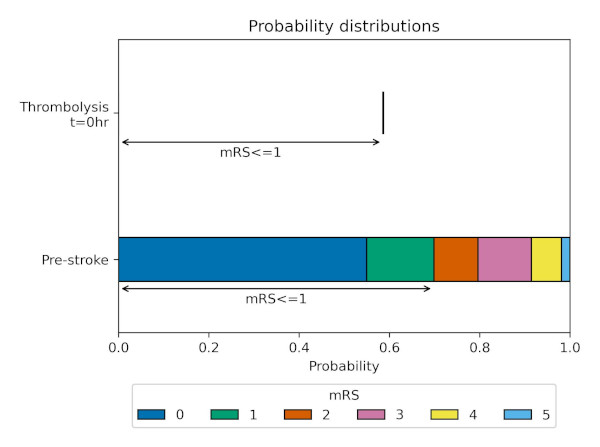 Probability distributions
Thrombolysis
t=0hr
mRS<=1
Pre-stroke
mRS<=1
0.0 0.2 0.4 0.6 0.8 1.0
Probability
mRS
0 1 2 3 4 5